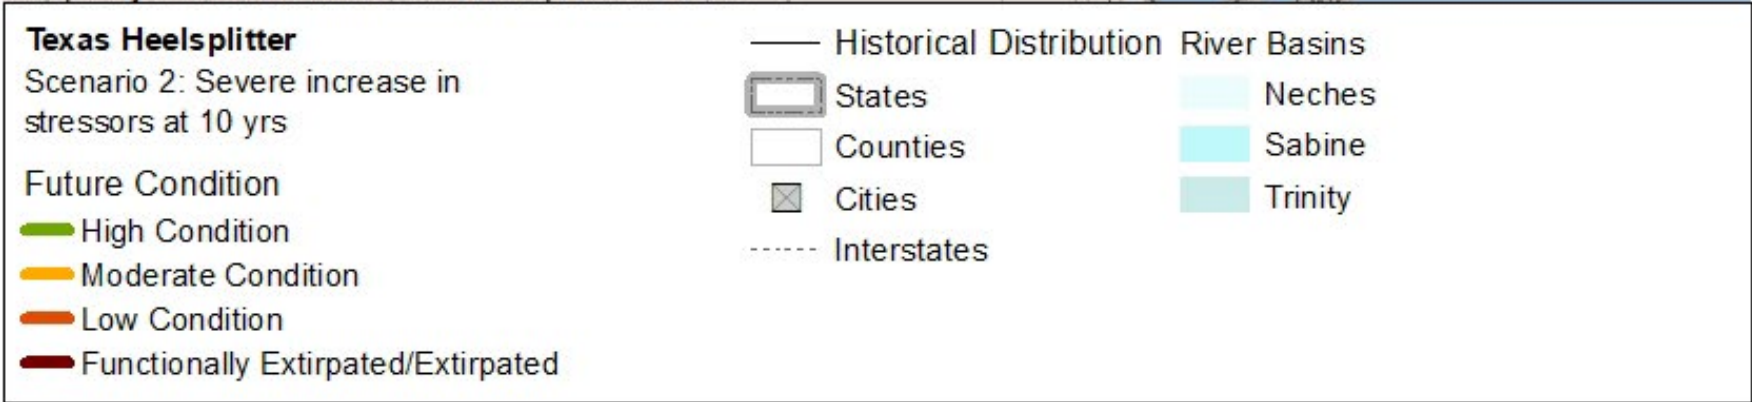 Texas Heelsplitter
Scenario 2: Severe increase in
stressors at 10 yrs
Future Condition
High Condition
Moderate Condition
Low Condition
Functionally Extirpated/Extirpated
Historical Distribution
States
Counties
Cities
Interstates
River Basins
Neches
Sabine
Trinity